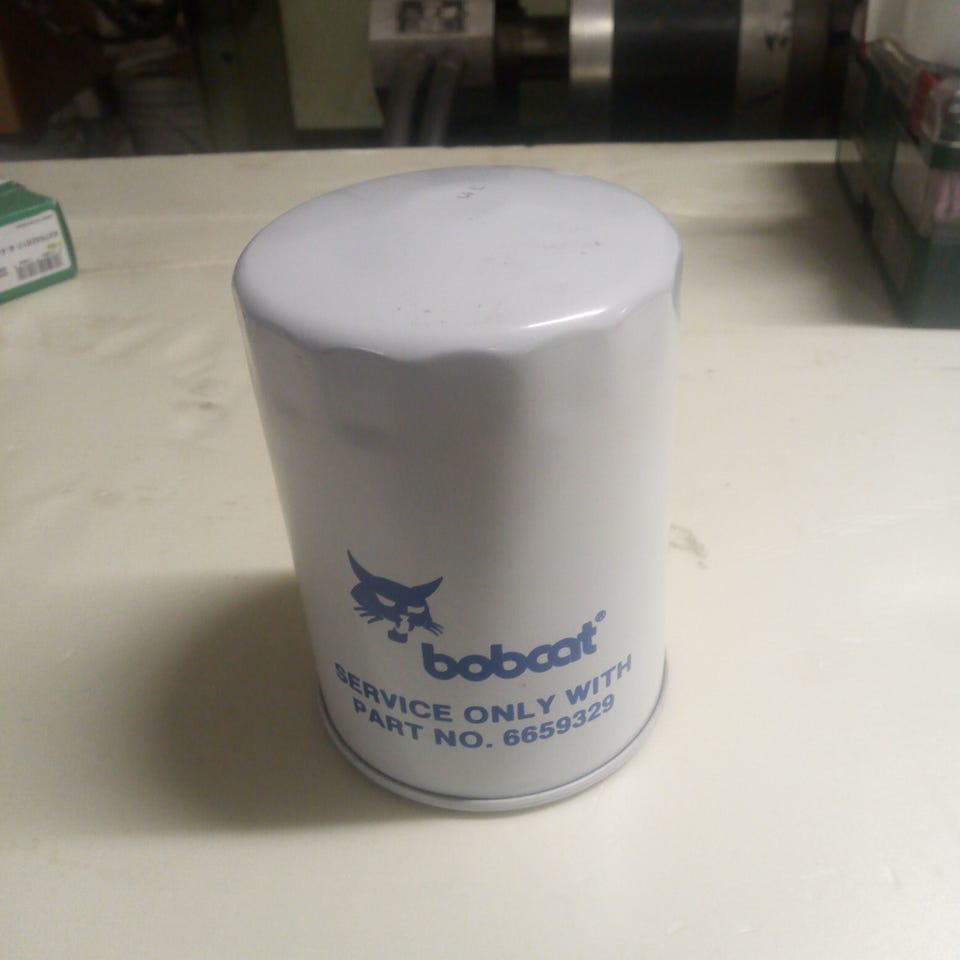 bobcat®
SERVICE ONLY WITH
PART NO. 6659329